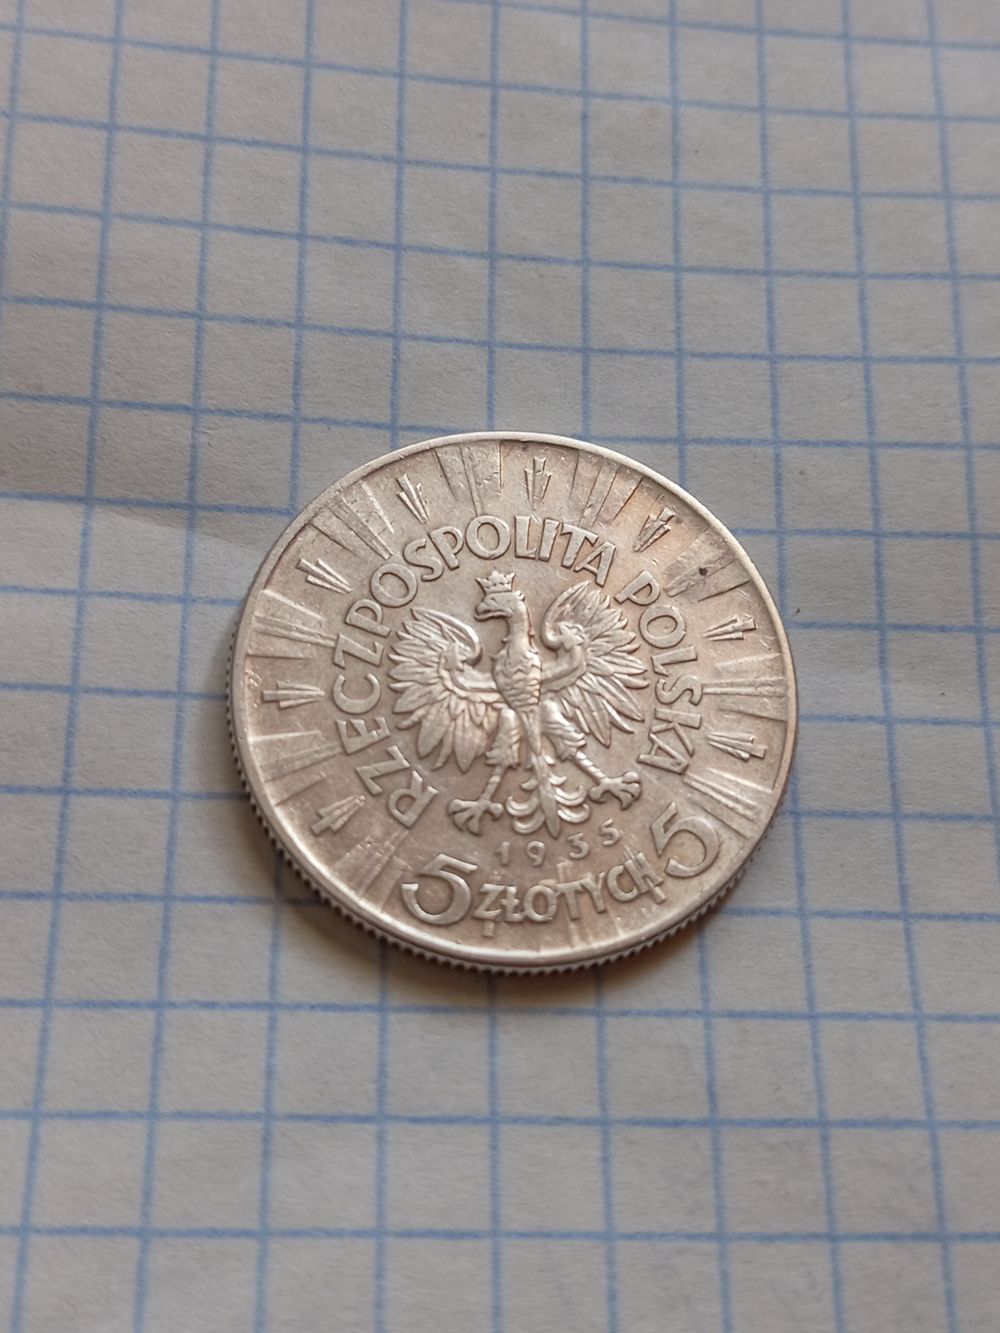 RZECZPOSPOLITA POLSKA
1935
5 ZŁOTYCH 5